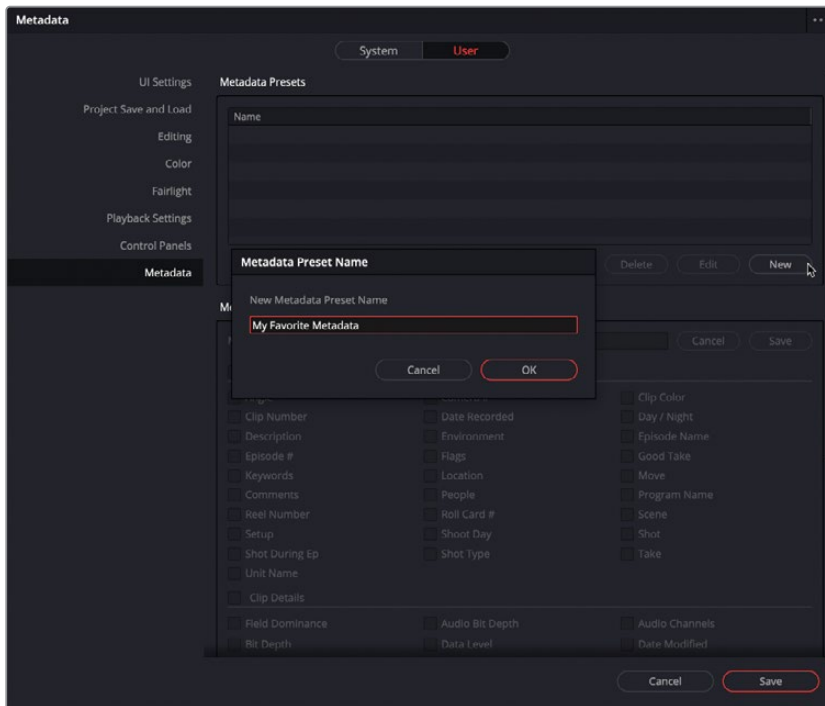 Metadata
System User
UI Settings
Project Save and Load
Editing
Color
Fairlight
Playback Settings
Control Panels
Metadata
Metadata Presets
Name
Delete Edit New
Metadata Preset Name
New Metadata Preset Name
My Favorite Metadata
Cancel OK
Cancel Save
Clip Color
Clip Number Date Recorded Day / Night
Description Environment Episode Name
Episode # Flags Good Take
Keywords Location Move
Comments People Program Name
Reel Number Roll Card # Scene
Setup Shoot Day Shot
Shot During Ep Shot Type Take
Unit Name
Clip Details
Field Dominance Audio Bit Depth Audio Channels
Bit Depth Data Level Date Modified
Cancel Save